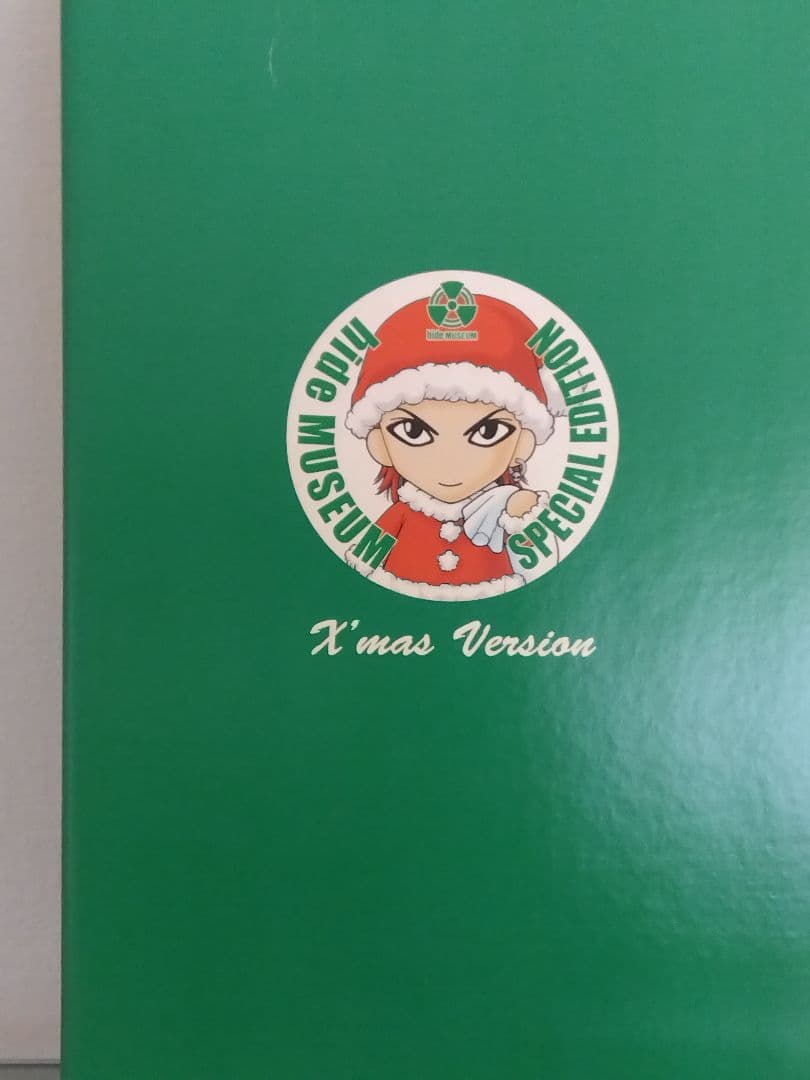 hide MUSEUM
hide MUSEUM
SPECIAL EDITION
X'mas Version